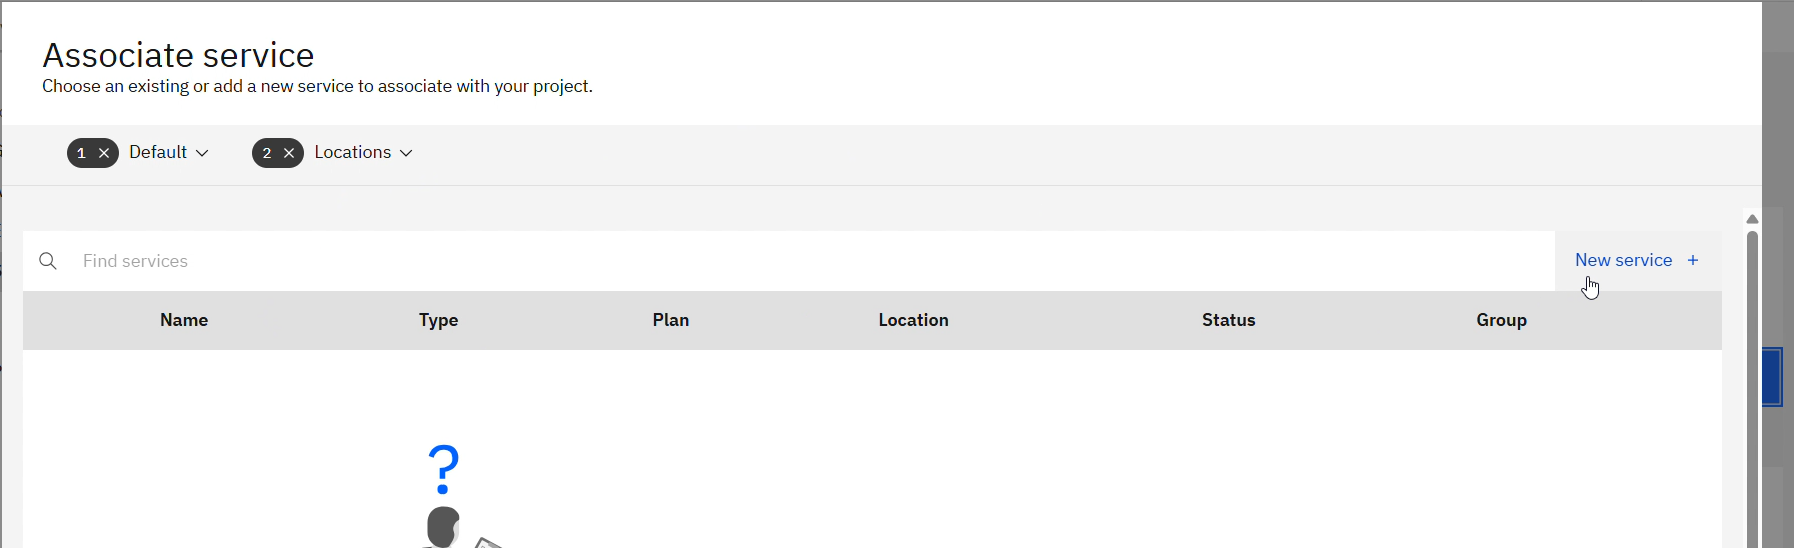 Associate service
Choose an existing or add a new service to associate with your project.
1 × Default 2 × Locations
Find services New service +
Name Type Plan Location Status Group
?